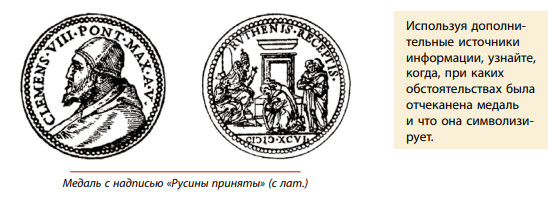 CLEMENS·VIII·PONT·MAX·A·V·
RVTHENIS·RECEPTIS·
Медаль с надписью «Русины приняты» (с лат.)
Используя дополни-
тельные источники
информации, узнайте,
когда, при каких
обстоятельствах была
отчеканена медаль
и что она символизи-
рует.